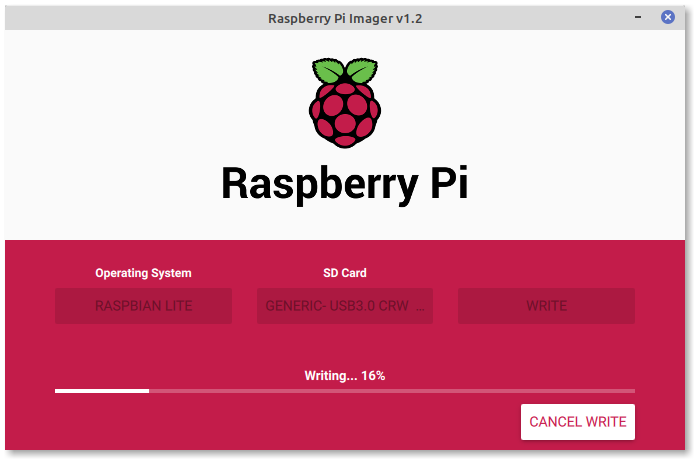 Raspberry Pi Imager v1.2
Raspberry Pi
Operating System
SD Card
RASPBIAN LITE
GENERIC- USB3.0 CRW ...
WRITE
Writing... 16%
CANCEL WRITE